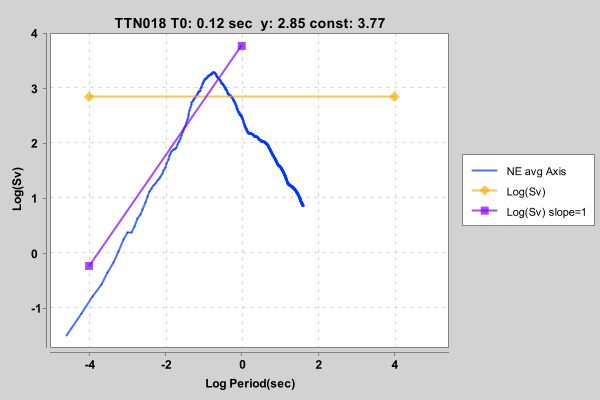 TTN018 T0: 0.12 sec  y: 2.85 const: 3.77
4
3
2
1
0
-1
Log(Sv)
-4
-2
0
2
4
Log Period(sec)
NE avg Axis
Log(Sv)
Log(Sv) slope=1